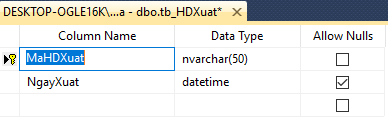 DESKTOP-OGLE16K\...a - dbo.tb_HDXuat*
Column Name Data Type Allow Nulls
MaHDXuat nvarchar(50)
NgayXuat datetime